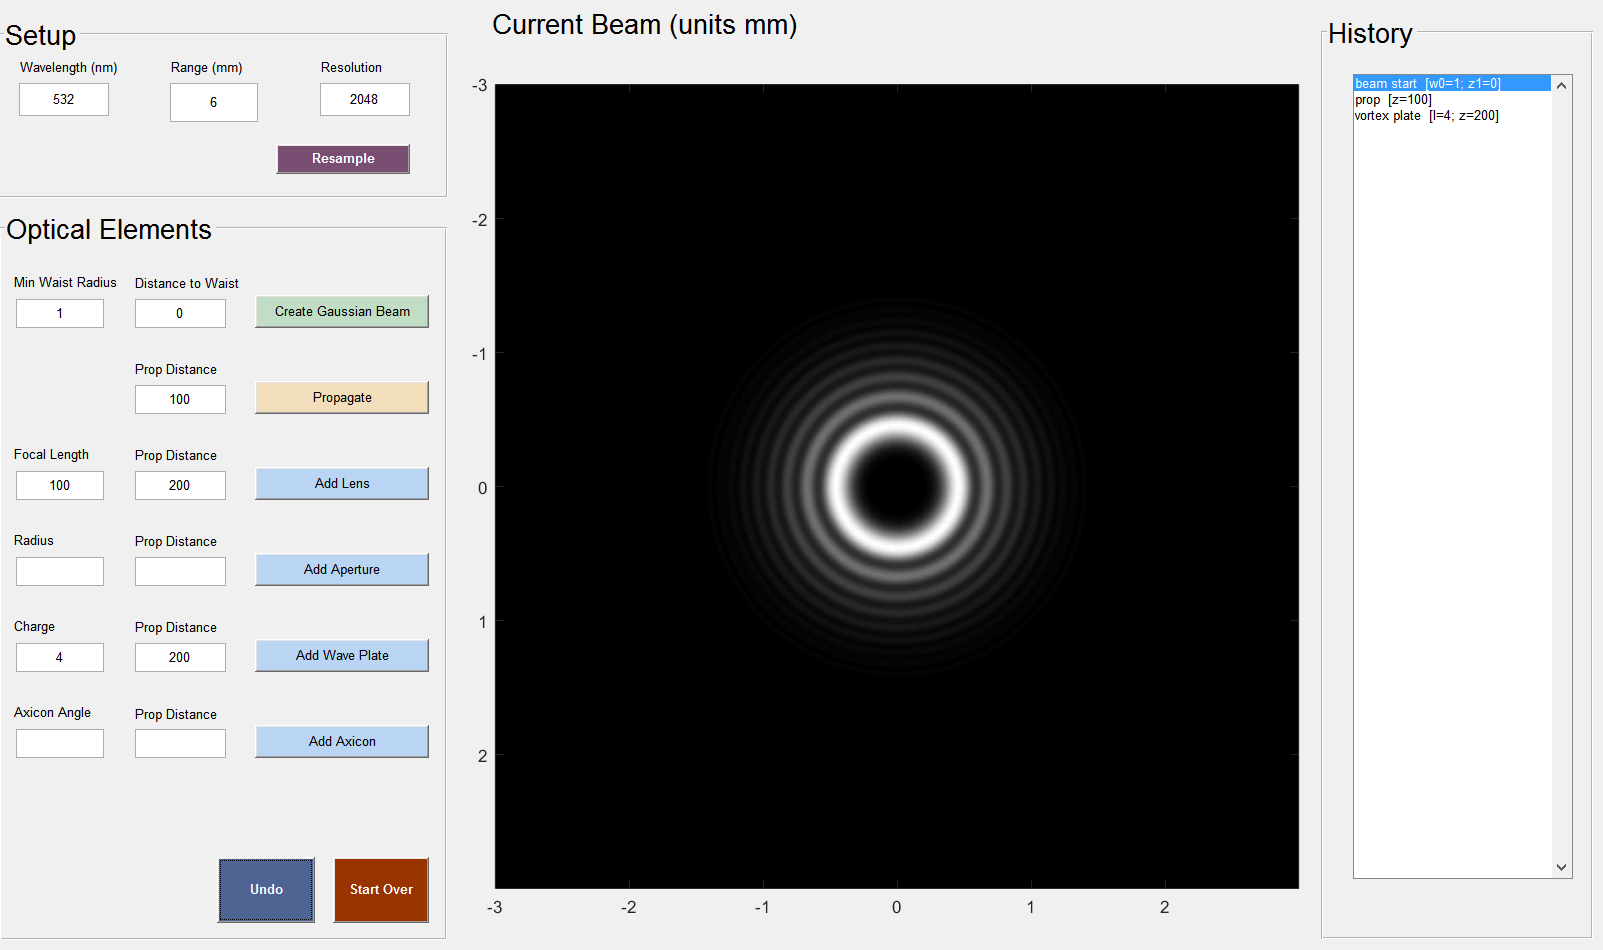 Setup
Wavelength (nm) Range (mm) Resolution
532 6 2048
Resample
Optical Elements
Min Waist Radius Distance to Waist
1 0 Create Gaussian Beam
Prop Distance
100 Propagate
Focal Length Prop Distance
100 200 Add Lens
Radius Prop Distance
Add Aperture
Charge Prop Distance
4 200 Add Wave Plate
Axicon Angle Prop Distance
Add Axicon
Undo Start Over
Current Beam (units mm)
-3
-2
-1
0
1
2
-3 -2 -1 0 1 2
History
beam start [w0=1; z1=0]
prop [z=100]
vortex plate [l=4; z=200]